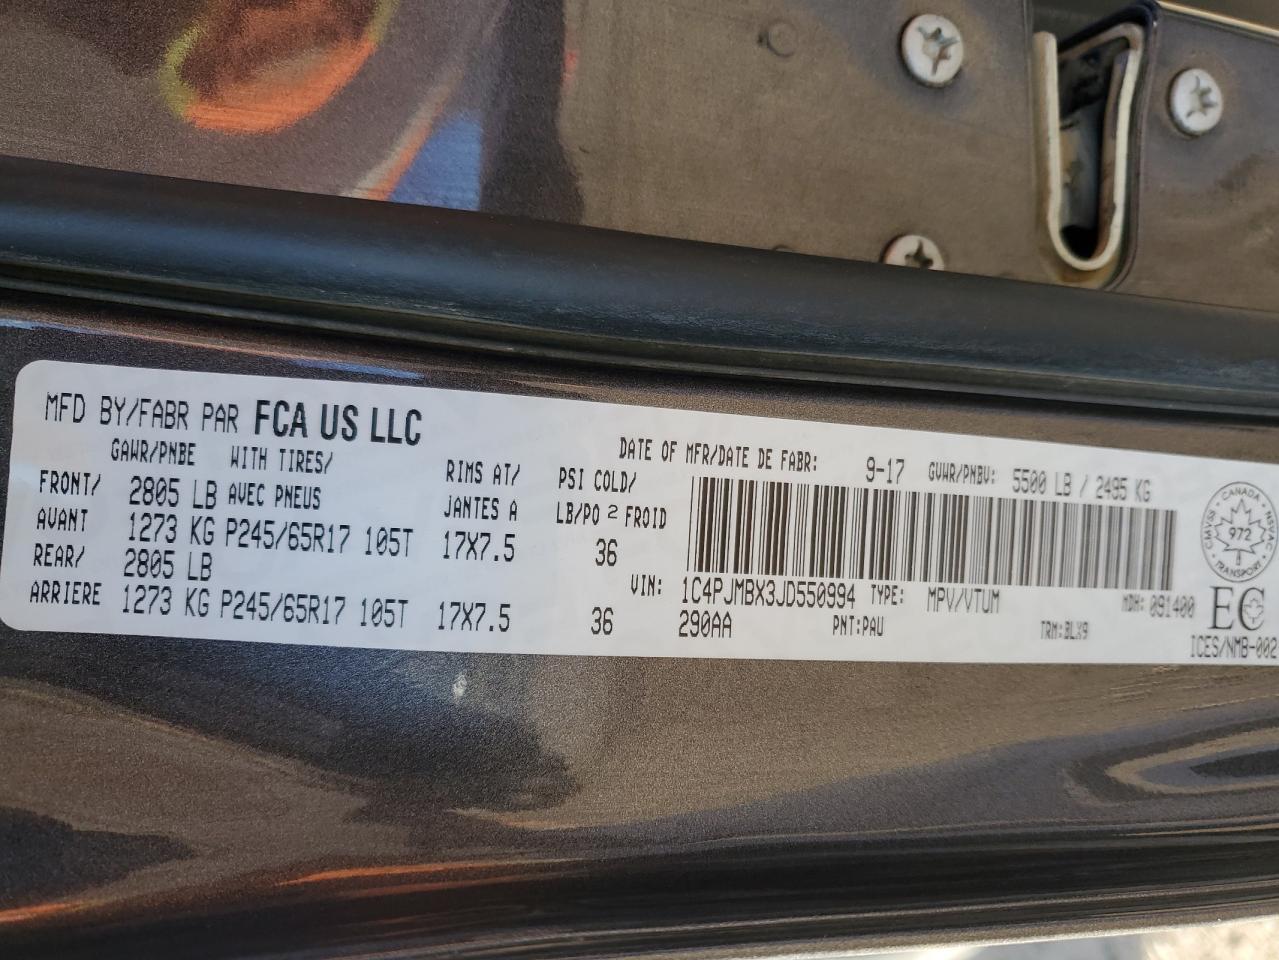 MFD BY/FABR PAR FCA US LLC
DATE OF MFR/DATE DE FABR: 9-17 GVWR/PNBV: 5500 LB / 2495 KG
GAWR/PNBE WITH TIRES/ RIMS AT/ PSI COLD/
FRONT/ 2805 LB AVEC PNEUS JANTES A LB/PO 2 FROID
AVANT 1273 KG P245/65R17 105T 17X7.5 36
REAR/ 2805 LB
ARRIERE 1273 KG P245/65R17 105T 17X7.5 36
VIN: 1C4PJMBX3JD550994 TYPE: MPV/VTUM MDH: 091400
290AA PNT:PAU TRM:BLX9
CANADA
CMVSS NSVAC
972
TRANSPORT
EC
ICES/NMB-002